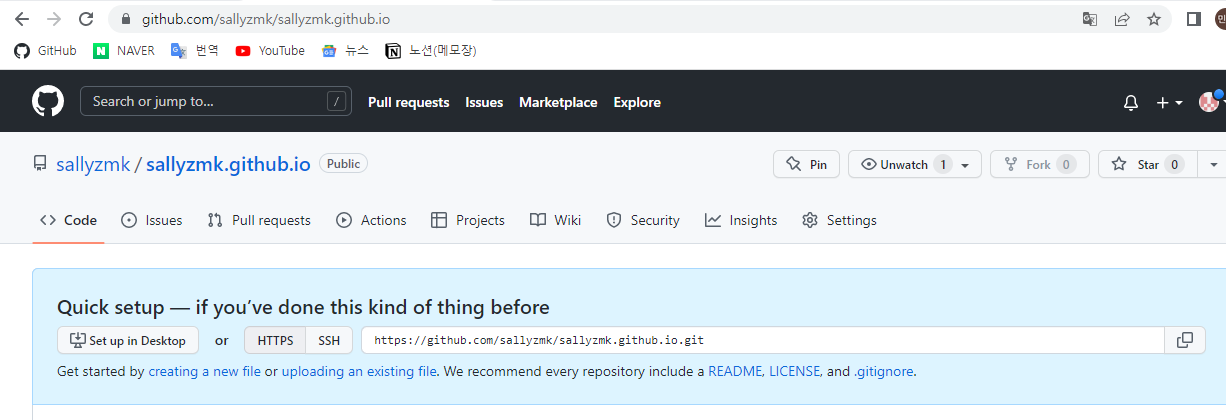 github.com/sallyzmk/sallyzmk.github.io
민
GitHub NAVER 번역 YouTube 뉴스 노션(메모장)
Search or jump to... / Pull requests Issues Marketplace Explore
sallyzmk / sallyzmk.github.io Public Pin Unwatch 1 Fork 0 Star 0
Code Issues Pull requests Actions Projects Wiki Security Insights Settings
Quick setup — if you’ve done this kind of thing before
Set up in Desktop or HTTPS SSH https://github.com/sallyzmk/sallyzmk.github.io.git
Get started by creating a new file or uploading an existing file. We recommend every repository include a README, LICENSE, and .gitignore.